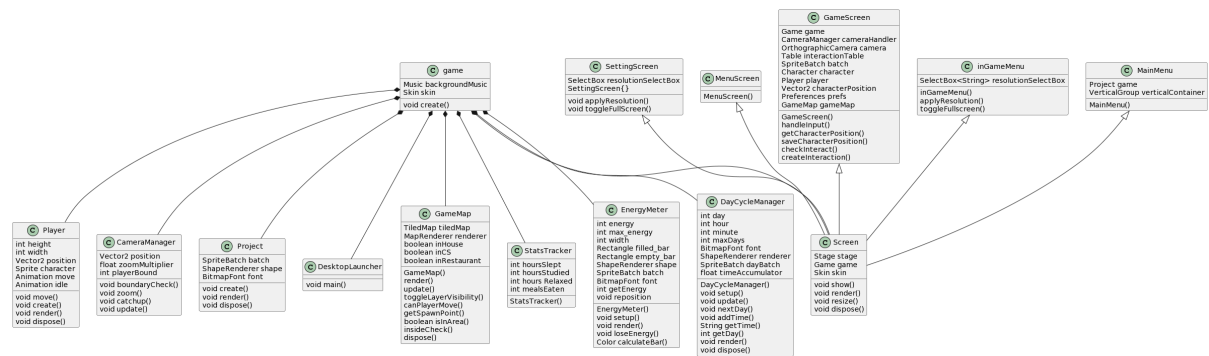 C game
Music backgroundMusic
Skin skin
void create()
C SettingScreen
SelectBox resolutionSelectBox
SettingScreen{}
void applyResolution()
void toggleFullScreen()
C MenuScreen
MenuScreen()
C GameScreen
Game game
CameraManager cameraHandler
OrthographicCamera camera
Table interactionTable
SpriteBatch batch
Character character
Player player
Vector2 characterPosition
Preferences prefs
GameMap gameMap
GameScreen()
handleInput()
getCharacterPosition()
saveCharacterPosition()
checkInteract()
createInteraction()
C inGameMenu
SelectBox<String> resolutionSelectBox
inGameMenu()
applyResolution()
toggleFullscreen()
C MainMenu
Project game
VerticalGroup verticalContainer
MainMenu()
C Player
int height
int width
Vector2 position
Sprite character
Animation move
Animation idle
void move()
void create()
void render()
void dispose()
C CameraManager
Vector2 position
float zoomMultiplier
int playerBound
void boundaryCheck()
void zoom()
void catchup()
void update()
C Project
SpriteBatch batch
ShapeRenderer shape
BitmapFont font
void create()
void render()
void dispose()
C DesktopLauncher
void main()
C GameMap
TiledMap tiledMap
MapRenderer renderer
boolean inHouse
boolean inCS
boolean inRestaurant
GameMap()
render()
update()
toggleLayerVisibility()
canPlayerMove()
getSpawnPoint()
boolean isInArea()
insideCheck()
dispose()
C StatsTracker
int hoursSlept
int hoursStudied
int hours Relaxed
int mealsEaten
StatsTracker()
C EnergyMeter
int energy
int max_energy
int width
Rectangle filled_bar
Rectangle empty_bar
ShapeRenderer shape
SpriteBatch batch
BitmapFont font
int getEnergy
void reposition
EnergyMeter()
void setup()
void render()
void loseEnergy()
Color calculateBar()
C DayCycleManager
int day
int hour
int minute
int maxDays
BitmapFont font
ShapeRenderer renderer
SpriteBatch dayBatch
float timeAccumulator
DayCycleManager()
void setup()
void update()
void nextDay()
void addTime()
String getTime()
int getDay()
void render()
void dispose()
C Screen
Stage stage
Game game
Skin skin
void show()
void render()
void resize()
void dispose()